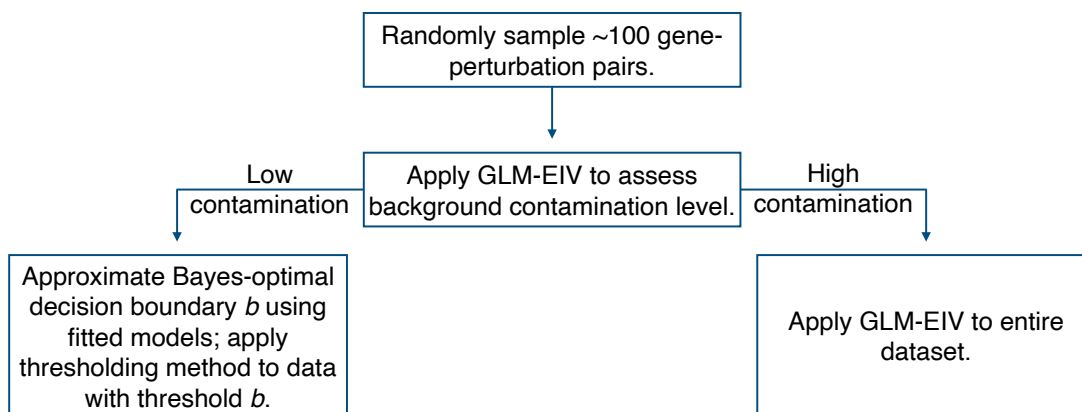 Randomly sample ~100 gene-
perturbation pairs.
Low
contamination
Apply GLM-EIV to assess
background contamination level.
High
contamination
Approximate Bayes-optimal
decision boundary b using
fitted models; apply
thresholding method to data
with threshold b.
Apply GLM-EIV to entire
dataset.